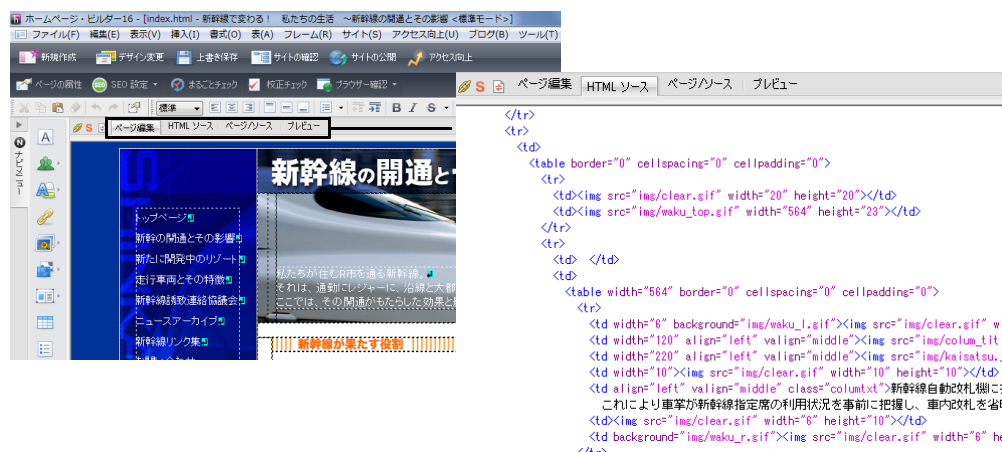 ホームページ・ビルダー16 - [index.html - 新幹線で変わる！ 私たちの生活 ～新幹線の開通とその影響 <標準モード>]
ファイル(F) 編集(E) 表示(V) 挿入(I) 書式(O) 表(A) フレーム(R) サイト(S) アクセス向上(U) ブログ(B) ツール(T)
新規作成 デザイン変更 上書き保存 サイトの確認 サイトの公開 アクセス向上
ページの属性 SEO 設定 まるごとチェック 校正チェック ブラウザー確認
標準 B I S
ページ編集 HTML ソース ページ/ソース プレビュー
ナビメニュー
新幹線の開通と
トップページ
新幹の開通とその影響
新たに開発中のリゾート
走行車両とその特徴
新幹線誘致連絡協議会
ニュースアーカイブ
新幹線リンク集
私たちが住むR市を通る新幹線。
それは、通勤にレジャーに、沿線と大都
ここでは、その開通がもたらした効果と
新幹線が果たす役割
ページ編集 HTML ソース ページ/ソース プレビュー
</tr>
<tr>
<td>
<table border="0" cellspacing="0" cellpadding="0">
<tr>
<td><img src="img/clear.gif" width="20" height="20"></td>
<td><img src="img/waku_top.gif" width="564" height="23"></td>
</tr>
<tr>
<td> </td>
<td>
<table width="564" border="0" cellspacing="0" cellpadding="0">
<tr>
<td width="6" background="img/waku_l.gif"><img src="img/clear.gif" w
<td width="120" align="left" valign="middle"><img src="img/colum_tit
<td width="220" align="left" valign="middle"><img src="img/kaisatsu.
<td width="10"><img src="img/clear.gif" width="10" height="10"></td>
<td align="left" valign="middle" class="columtxt">新幹線自動改札機に
これにより車掌が新幹線指定席の利用状況を事前に把握し、車内改札を省
<td><img src="img/clear.gif" width="6" height="10"></td>
<td background="img/waku_r.gif"><img src="img/clear.gif" width="6" he